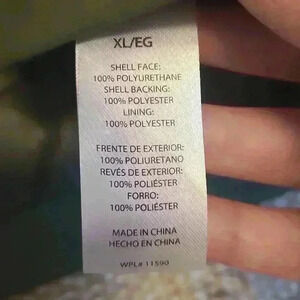 XL/EG
SHELL FACE:
100% POLYURETHANE
SHELL BACKING:
100% POLYESTER
LINING:
100% POLYESTER
FRENTE DE EXTERIOR:
100% POLIURETANO
REVÉS DE EXTERIOR:
100% POLIÉSTER
FORRO:
100% POLIÉSTER
MADE IN CHINA
HECHO EN CHINA
WPL# 11590